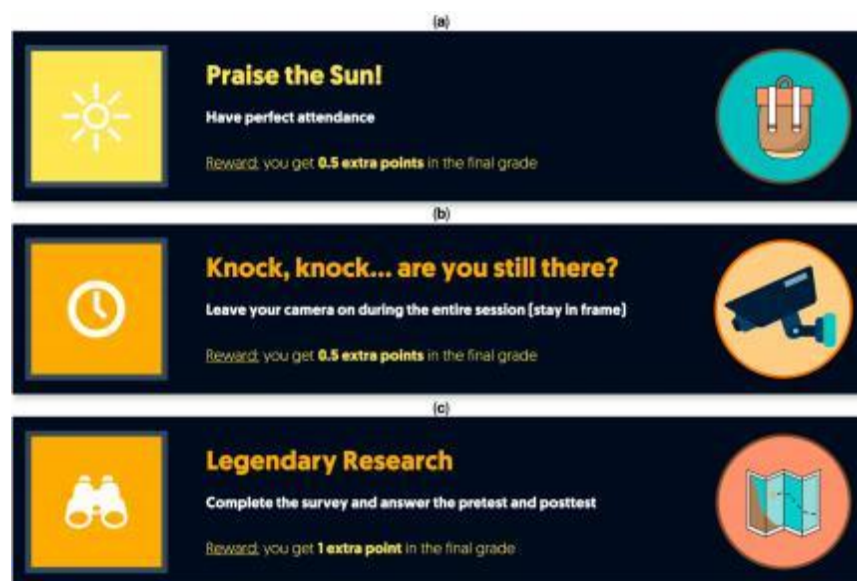 (a)
Praise the Sun!
Have perfect attendance
Reward: you get 0.5 extra points in the final grade
(b)
Knock, knock... are you still there?
Leave your camera on during the entire session (stay in frame)
Reward: you get 0.5 extra points in the final grade
(c)
Legendary Research
Complete the survey and answer the pretest and posttest
Reward: you get 1 extra point in the final grade